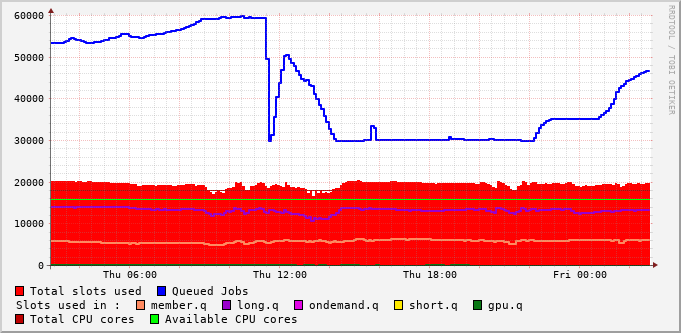 RRDTOOL / TOBI OETIKER
60000
50000
40000
30000
20000
10000
0
Thu 06:00 Thu 12:00 Thu 18:00 Fri 00:00
Total slots used Queued Jobs
Slots used in : member.q long.q ondemand.q short.q gpu.q
Total CPU cores Available CPU cores